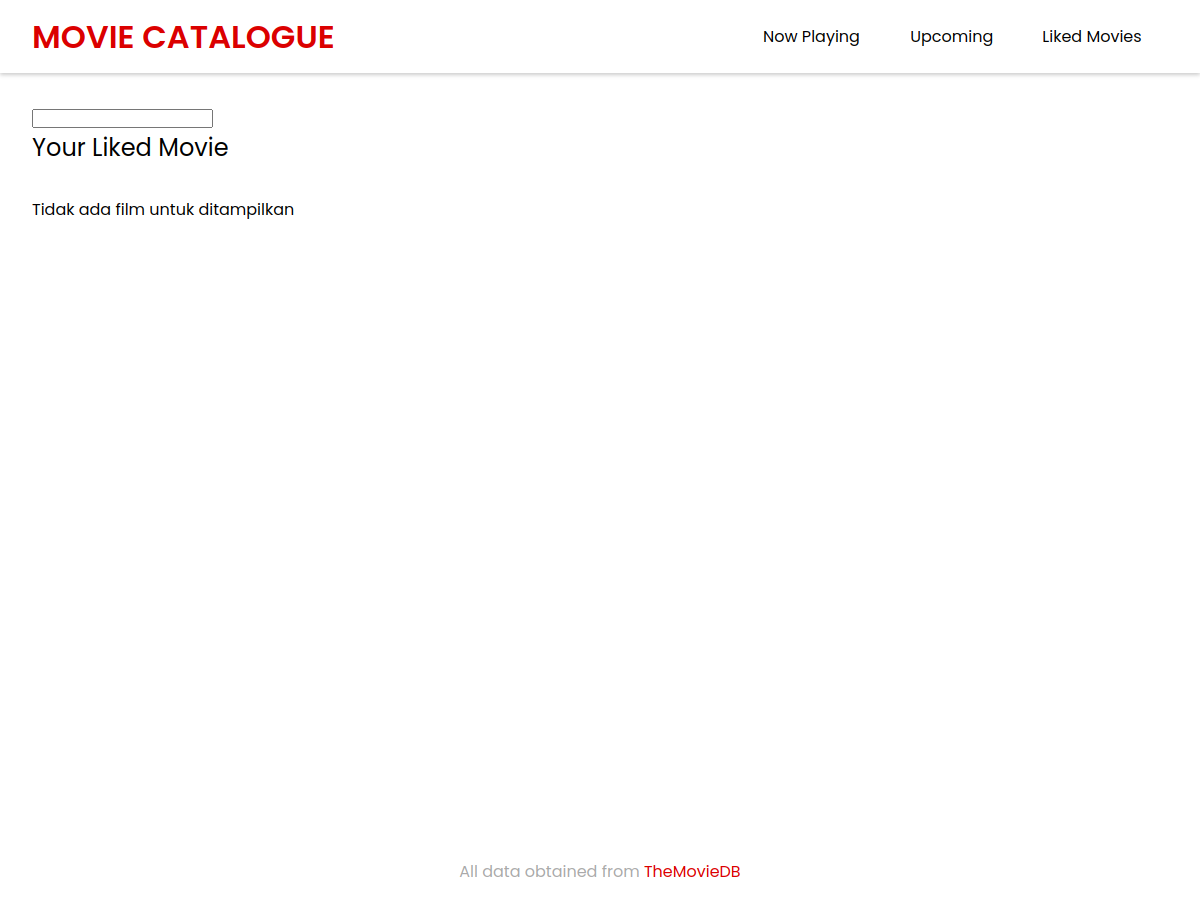 MOVIE CATALOGUE
Now Playing
Upcoming
Liked Movies
Your Liked Movie
Tidak ada film untuk ditampilkan
All data obtained from TheMovieDB